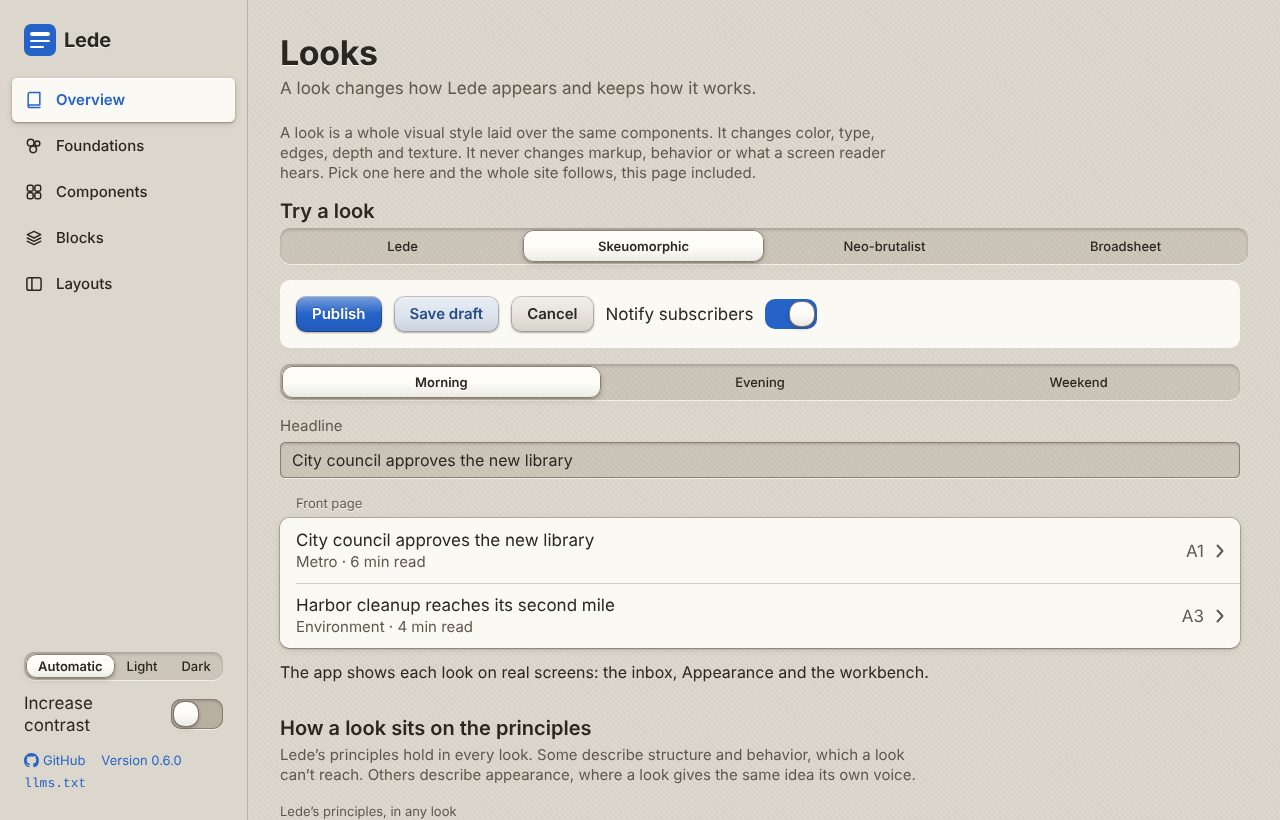 Lede
Overview
Foundations
Components
Blocks
Layouts
Automatic Light Dark
Increase
contrast
GitHub Version 0.6.0
llms.txt
Looks
A look changes how Lede appears and keeps how it works.
A look is a whole visual style laid over the same components. It changes color, type,
edges, depth and texture. It never changes markup, behavior or what a screen reader
hears. Pick one here and the whole site follows, this page included.
Try a look
Lede Skeuomorphic Neo-brutalist Broadsheet
Publish Save draft Cancel Notify subscribers
Morning Evening Weekend
Headline
City council approves the new library
Front page
City council approves the new library
Metro · 6 min read
A1
Harbor cleanup reaches its second mile
Environment · 4 min read
A3
The app shows each look on real screens: the inbox, Appearance and the workbench.
How a look sits on the principles
Lede’s principles hold in every look. Some describe structure and behavior, which a look
can’t reach. Others describe appearance, where a look gives the same idea its own voice.
Lede’s principles, in any look